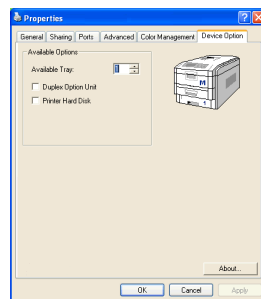 Properties
General Sharing Ports Advanced Color Management Device Option
Available Options
Available Tray: 1
Duplex Option Unit
Printer Hard Disk
M
1
About...
OK Cancel Apply